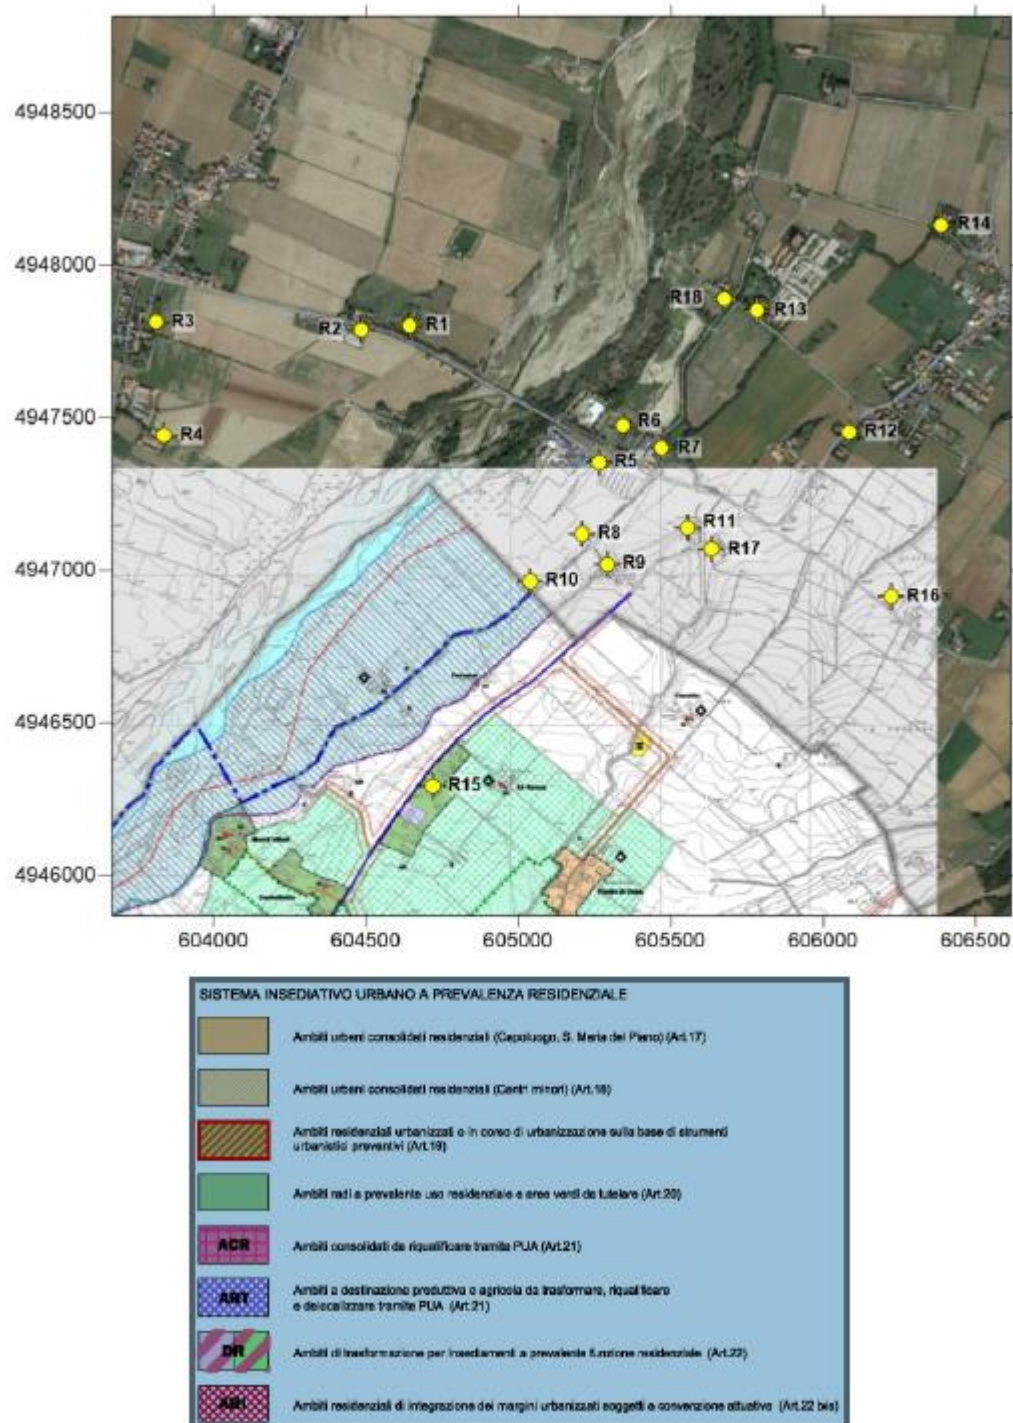 4948500
R14
4948000
R18
R13
R3
R2
R1
4947500
R6
R4
R7
R12
R5
R11
R8
R17
R9
4947000
R10
R16
4946500
R15
4946000
604000 604500 605000 605500 606000 606500
SISTEMA INSEDIATIVO URBANO A PREVALENZA RESIDENZIALE
Ambiti urbani consolidati residenziali (Capoluogo, S. Maria del Piano) (Art.17)
Ambiti urbani consolidati residenziali (Centri minori) (Art.18)
Ambiti residenziali urbanizzati o in corso di urbanizzazione sulla base di strumenti
urbanistici preventivi (Art.19)
Ambiti radi a prevalente uso residenziale e aree verdi da tutelare (Art.20)
ACR Ambiti consolidati da riqualificare tramite PUA (Art.21)
ART Ambiti a destinazione produttiva o agricola da trasformare, riqualificare
o delocalizzare tramite PUA (Art.21)
DR Ambiti di trasformazione per insediamenti a prevalente funzione residenziale (Art.22)
ARI Ambiti residenziali di integrazione dei margini urbanizzati soggetti a convenzione attuativa (Art.22 bis)